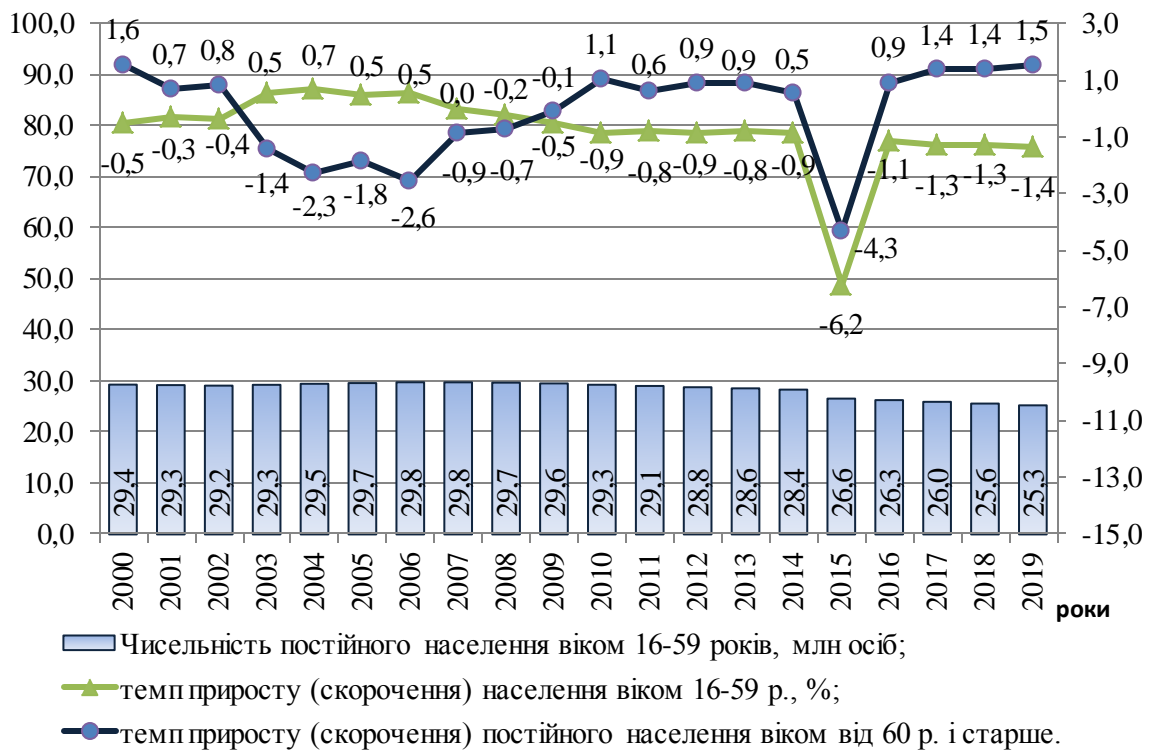 100,0
90,0
80,0
70,0
60,0
50,0
40,0
30,0
20,0
10,0
0,0
3,0
1,0
-1,0
-3,0
-5,0
-7,0
-9,0
-11,0
-13,0
-15,0
1,6 0,7 0,8 0,5 0,7 0,5 0,5 0,0 -0,2 -0,1 1,1 0,6 0,9 0,9 0,5 0,9 1,4 1,4 1,5
-0,5 -0,3 -0,4 -1,4 -2,3 -1,8 -2,6 -0,9 -0,7 -0,5 -0,9 -0,8 -0,9 -0,8 -0,9 -4,3 -1,1 -1,3 -1,3 -1,4
-6,2
29,4 29,3 29,2 29,3 29,5 29,7 29,8 29,8 29,7 29,6 29,3 29,1 28,8 28,6 28,4 26,6 26,3 26,0 25,6 25,3
2000 2001 2002 2003 2004 2005 2006 2007 2008 2009 2010 2011 2012 2013 2014 2015 2016 2017 2018 2019
роки
Чисельність постійного населення віком 16-59 років, млн осіб;
темп приросту (скорочення) населення віком 16-59 р., %;
темп приросту (скорочення) постійного населення віком від 60 р. і старше.